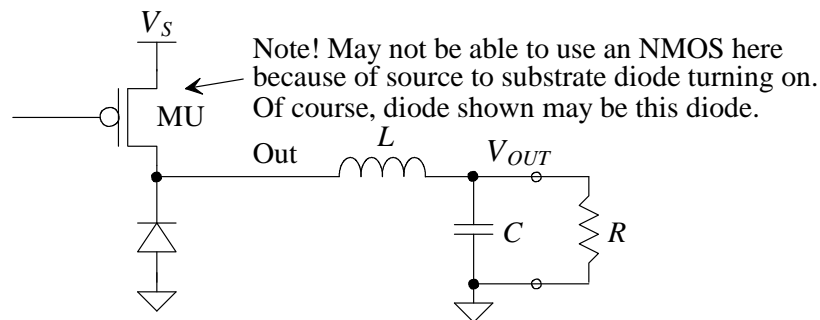 V_S
Note! May not be able to use an NMOS here
because of source to substrate diode turning on.
Of course, diode shown may be this diode.
MU
Out
L
V_OUT
C
R